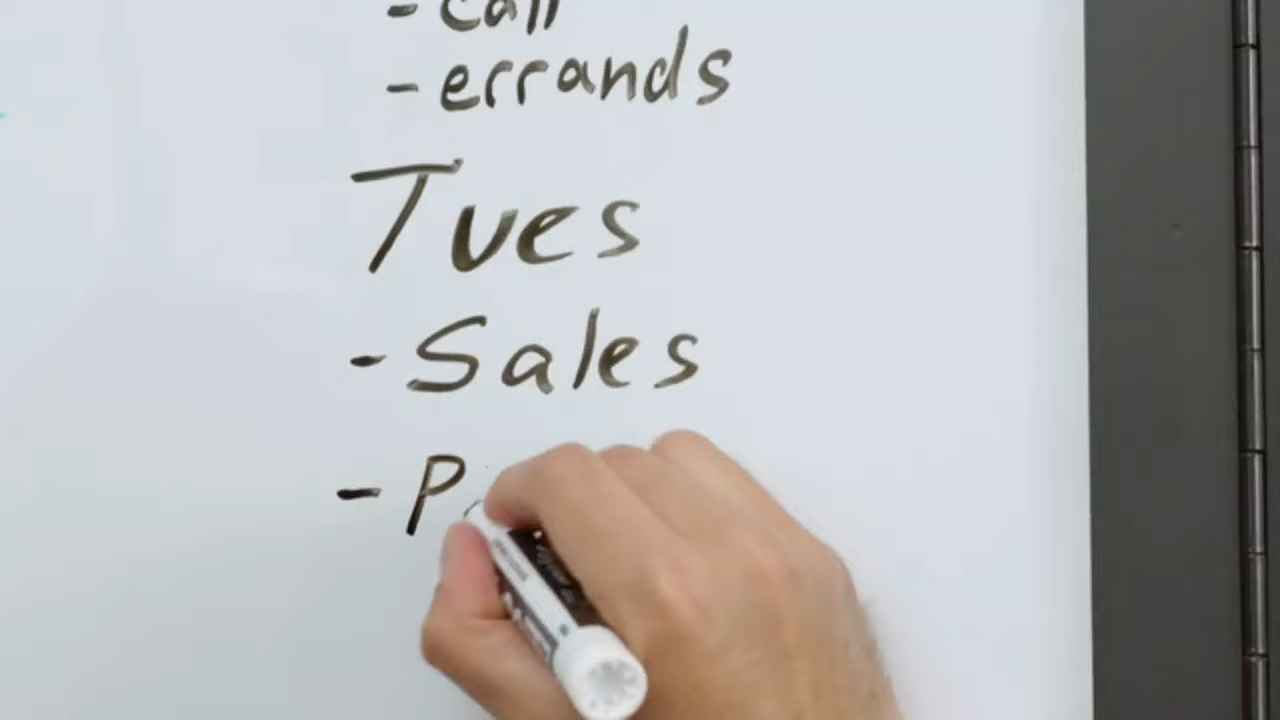 - call
- errands
Tues
- Sales
- P